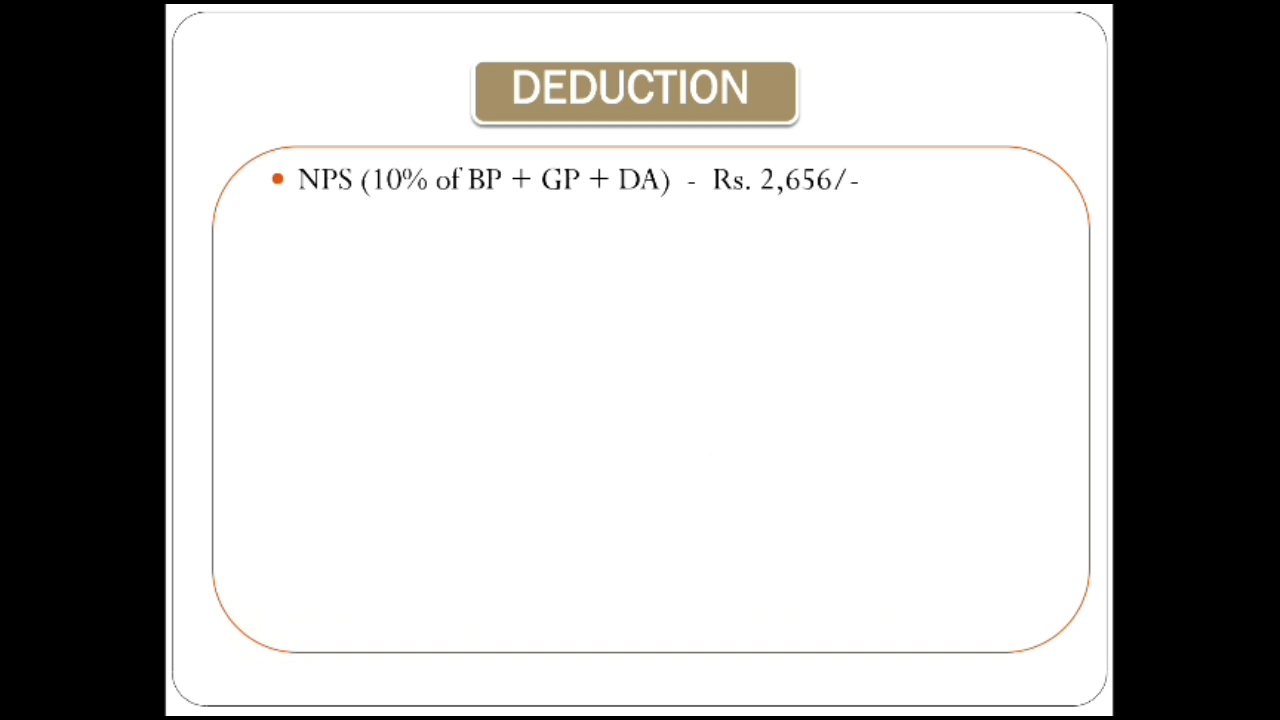 DEDUCTION
• NPS (10% of BP + GP + DA) - Rs. 2,656/-